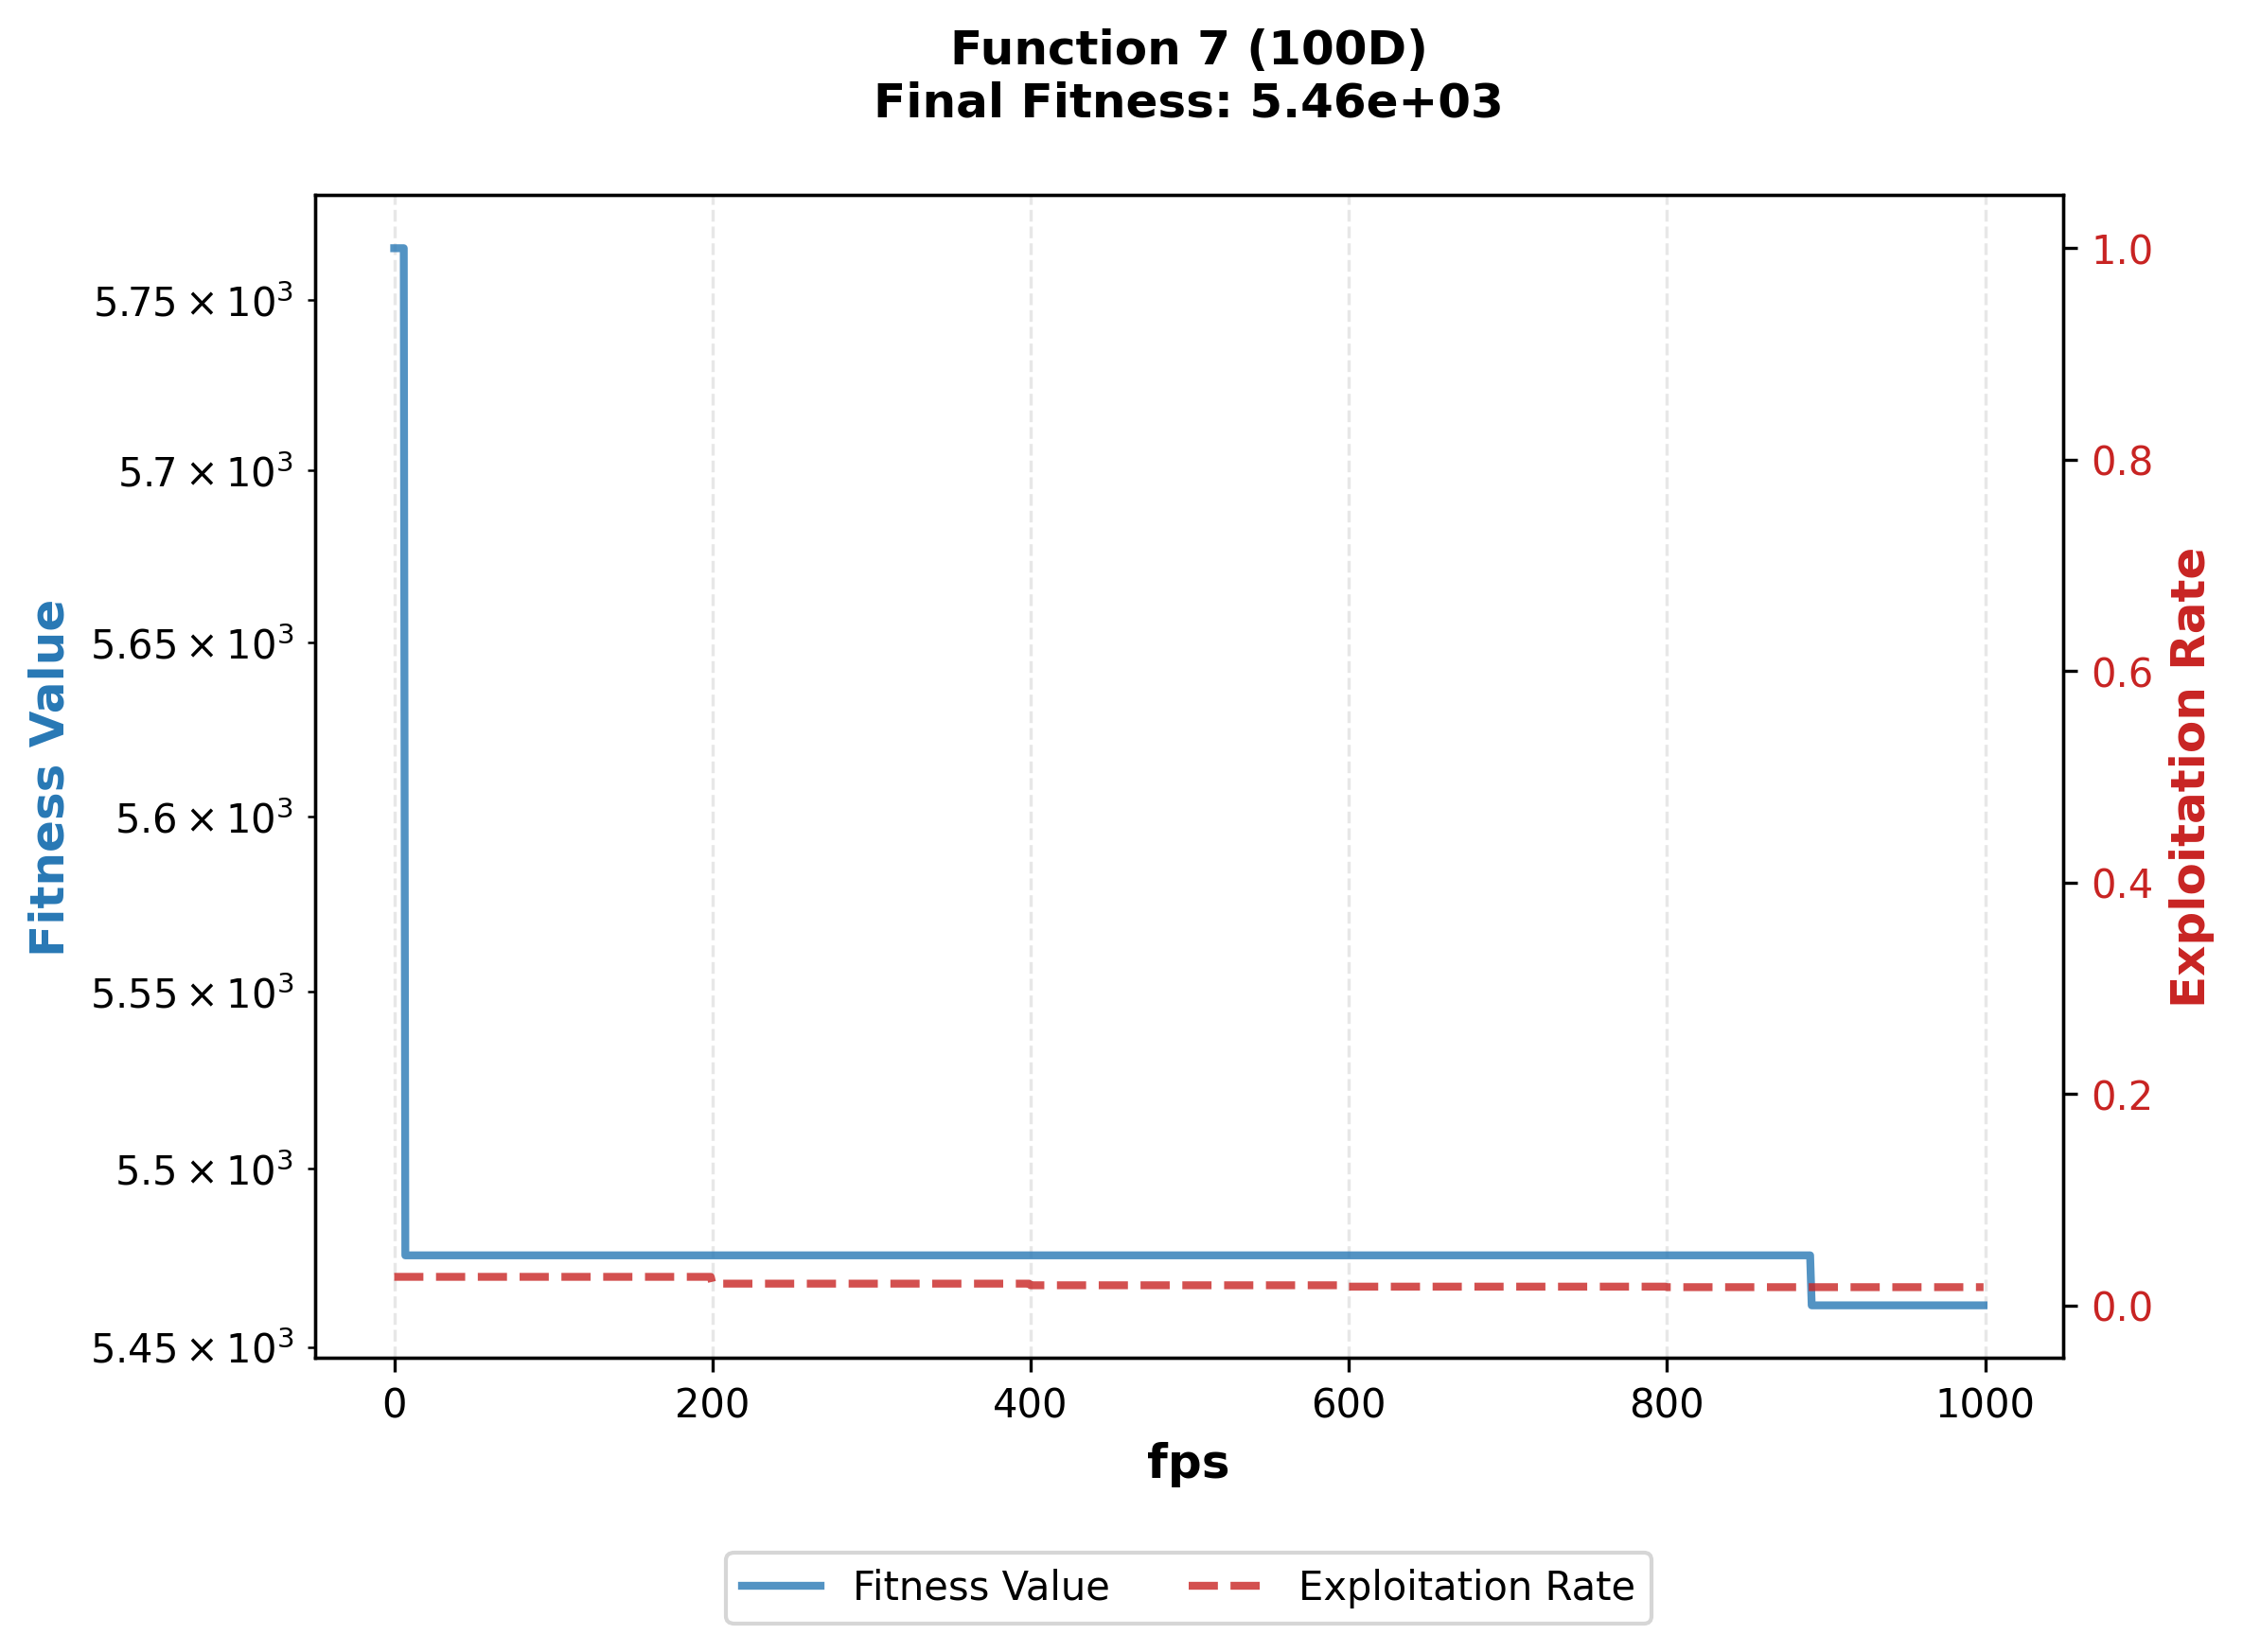 Function 7 (100D)
Final Fitness: 5.46e+03
Fitness Value
5.75 × 10³
5.7 × 10³
5.65 × 10³
5.6 × 10³
5.55 × 10³
5.5 × 10³
5.45 × 10³
1.0
0.8
0.6
0.4
0.2
0.0
Exploitation Rate
0 200 400 600 800 1000
fps
Fitness Value Exploitation Rate